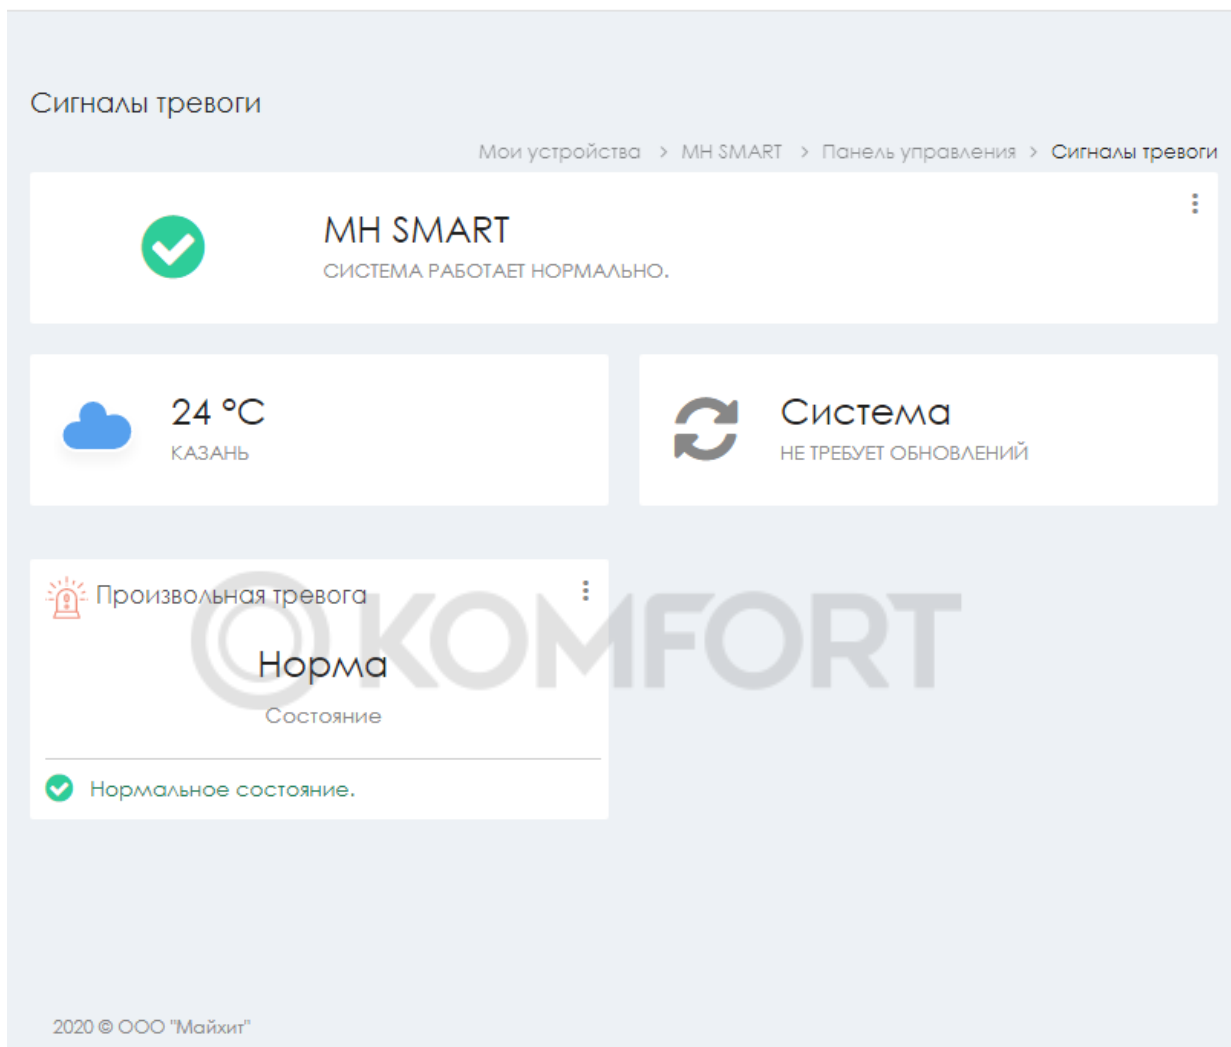 Сигналы тревоги
Мои устройства > MH SMART > Панель управления > Сигналы тревоги
MH SMART
СИСТЕМА РАБОТАЕТ НОРМАЛЬНО.
24 °C
КАЗАНЬ
Система
НЕ ТРЕБУЕТ ОБНОВЛЕНИЙ
Произвольная тревога
KOMFORT
Норма
Состояние
Нормальное состояние.
2020 © ООО "Майхит"